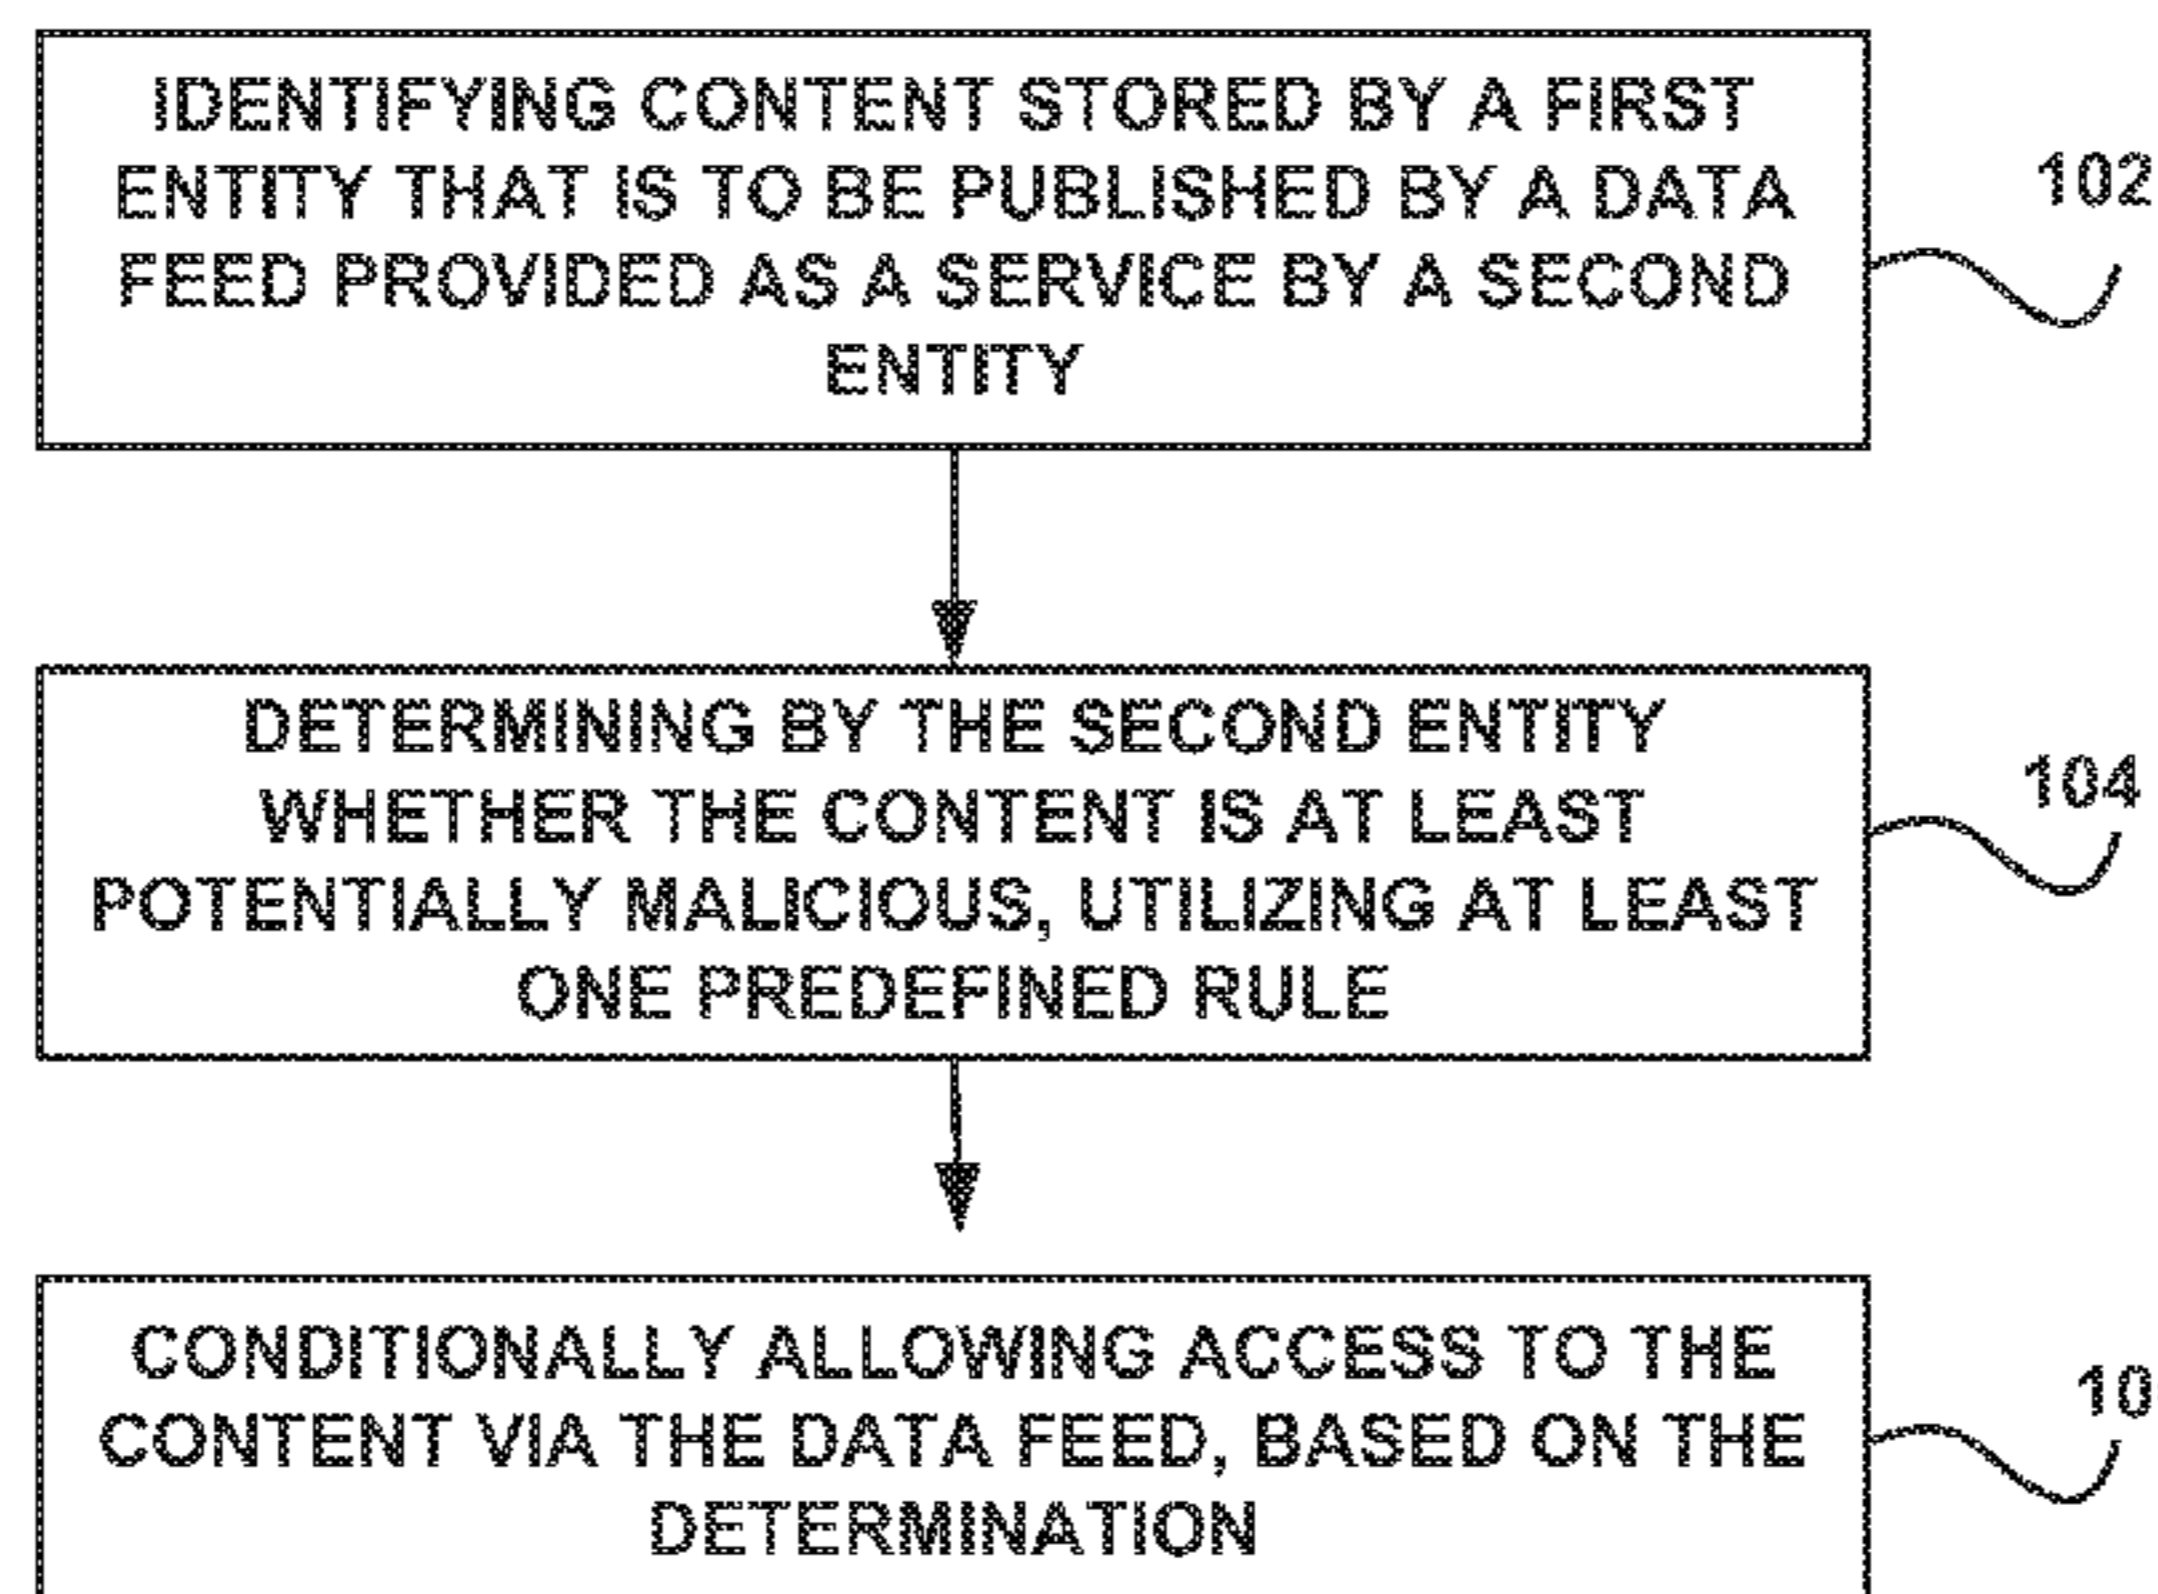 IDENTIFYING CONTENT STORED BY A FIRST
ENTITY THAT IS TO BE PUBLISHED BY A DATA
FEED PROVIDED AS A SERVICE BY A SECOND
ENTITY
102
DETERMINING BY THE SECOND ENTITY
WHETHER THE CONTENT IS AT LEAST
POTENTIALLY MALICIOUS, UTILIZING AT LEAST
ONE PREDEFINED RULE
104
CONDITIONALLY ALLOWING ACCESS TO THE
CONTENT VIA THE DATA FEED, BASED ON THE
DETERMINATION